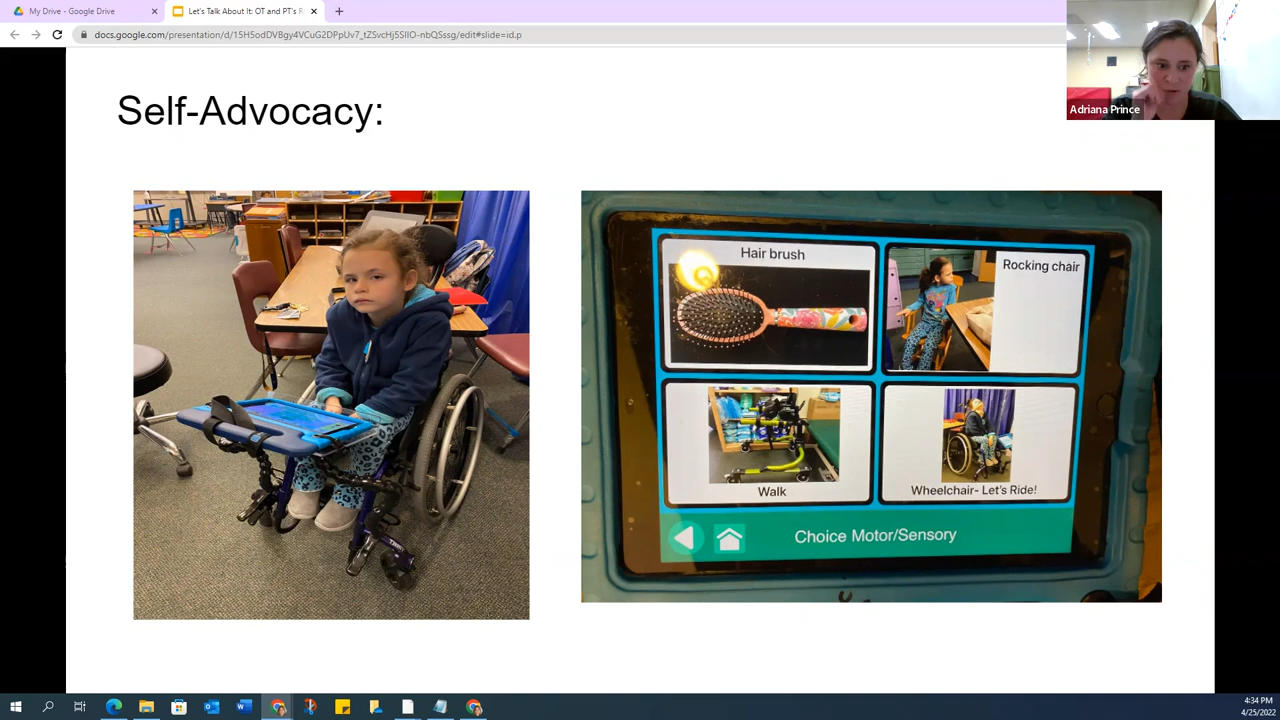 My Drive - Google Drive
Let's Talk About It: OT and PT's R
docs.google.com/presentation/d/15H5odDVBgy4VCuG2DPpUv7_tZSvcHj5SlIO-nbQSssg/edit#slide=id.p
Adriana Prince
Self-Advocacy:
Hair brush
Rocking chair
Walk
Wheelchair- Let's Ride!
Choice Motor/Sensory
4:34 PM
4/25/2022